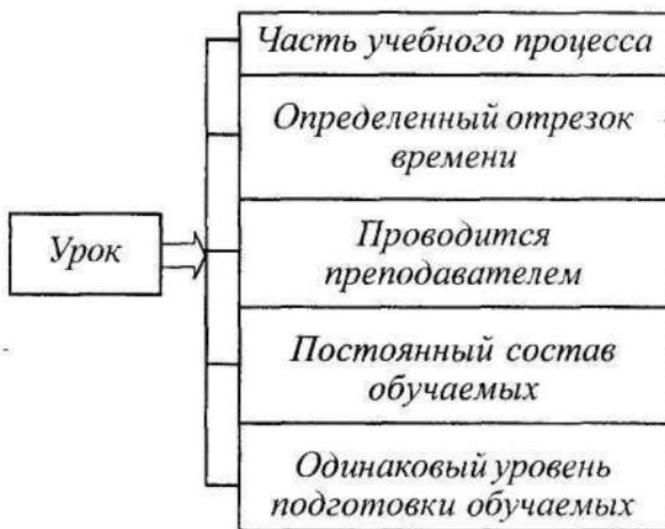 Часть учебного процесса
Определенный отрезок
времени
Урок
Проводится
преподавателем
Постоянный состав
обучаемых
Одинаковый уровень
подготовки обучаемых